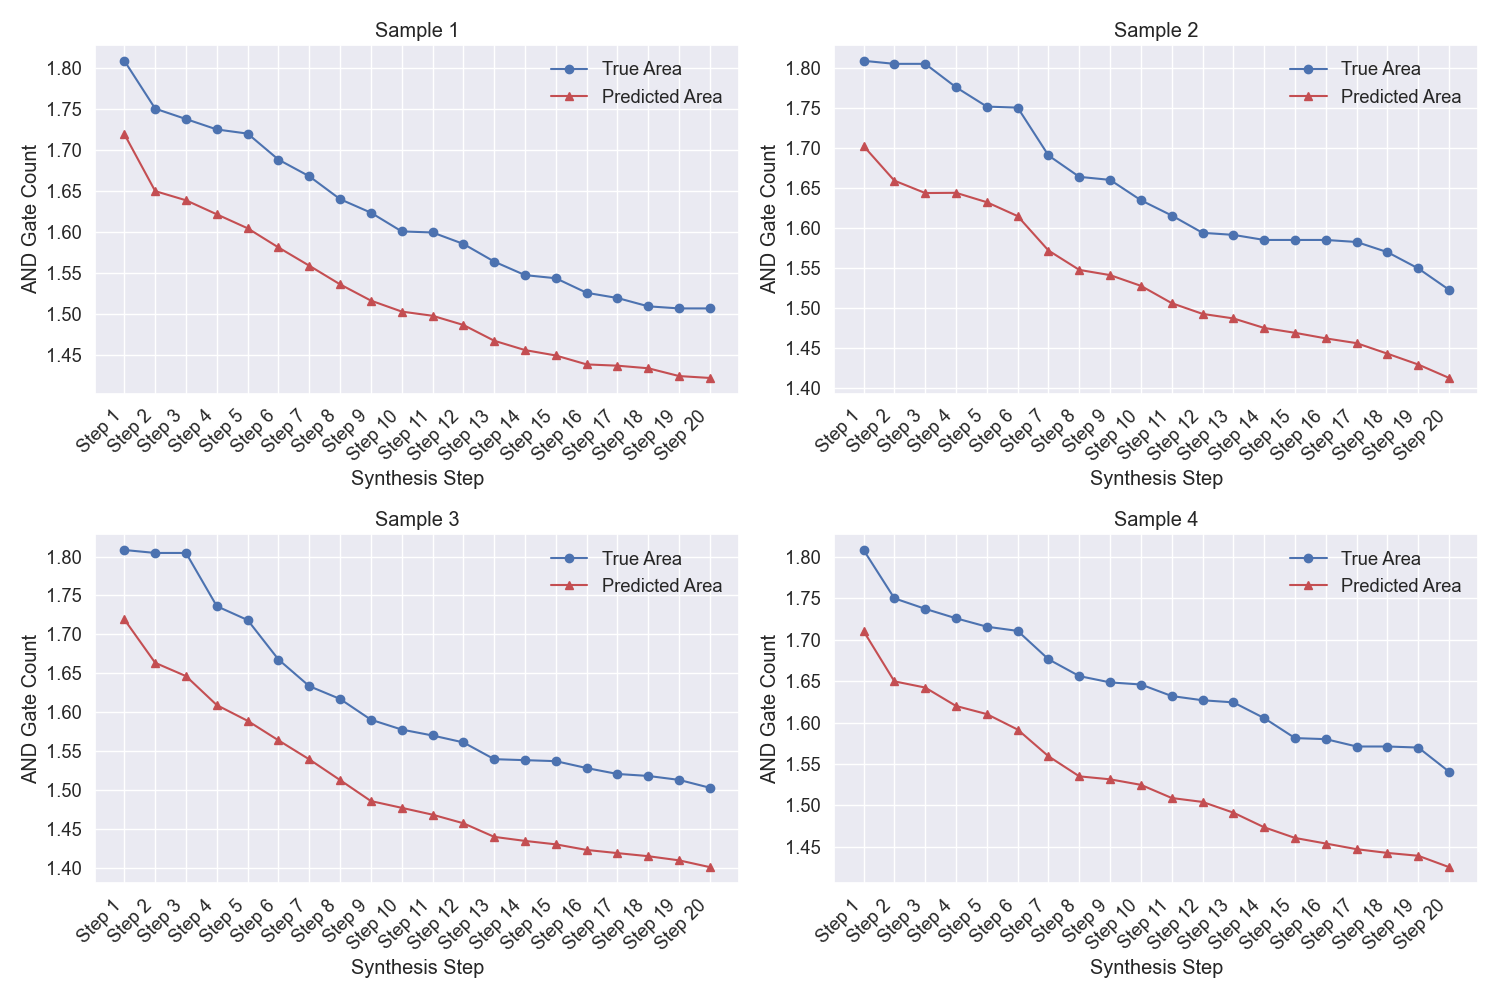 Sample 1
True Area
Predicted Area
AND Gate Count
1.80
1.75
1.70
1.65
1.60
1.55
1.50
1.45
Step 1
Step 2
Step 3
Step 4
Step 5
Step 6
Step 7
Step 8
Step 9
Step 10
Step 11
Step 12
Step 13
Step 14
Step 15
Step 16
Step 17
Step 18
Step 19
Step 20
Synthesis Step
Sample 2
True Area
Predicted Area
AND Gate Count
1.80
1.75
1.70
1.65
1.60
1.55
1.50
1.45
1.40
Step 1
Step 2
Step 3
Step 4
Step 5
Step 6
Step 7
Step 8
Step 9
Step 10
Step 11
Step 12
Step 13
Step 14
Step 15
Step 16
Step 17
Step 18
Step 19
Step 20
Synthesis Step
Sample 3
True Area
Predicted Area
AND Gate Count
1.80
1.75
1.70
1.65
1.60
1.55
1.50
1.45
1.40
Step 1
Step 2
Step 3
Step 4
Step 5
Step 6
Step 7
Step 8
Step 9
Step 10
Step 11
Step 12
Step 13
Step 14
Step 15
Step 16
Step 17
Step 18
Step 19
Step 20
Synthesis Step
Sample 4
True Area
Predicted Area
AND Gate Count
1.80
1.75
1.70
1.65
1.60
1.55
1.50
1.45
Step 1
Step 2
Step 3
Step 4
Step 5
Step 6
Step 7
Step 8
Step 9
Step 10
Step 11
Step 12
Step 13
Step 14
Step 15
Step 16
Step 17
Step 18
Step 19
Step 20
Synthesis Step